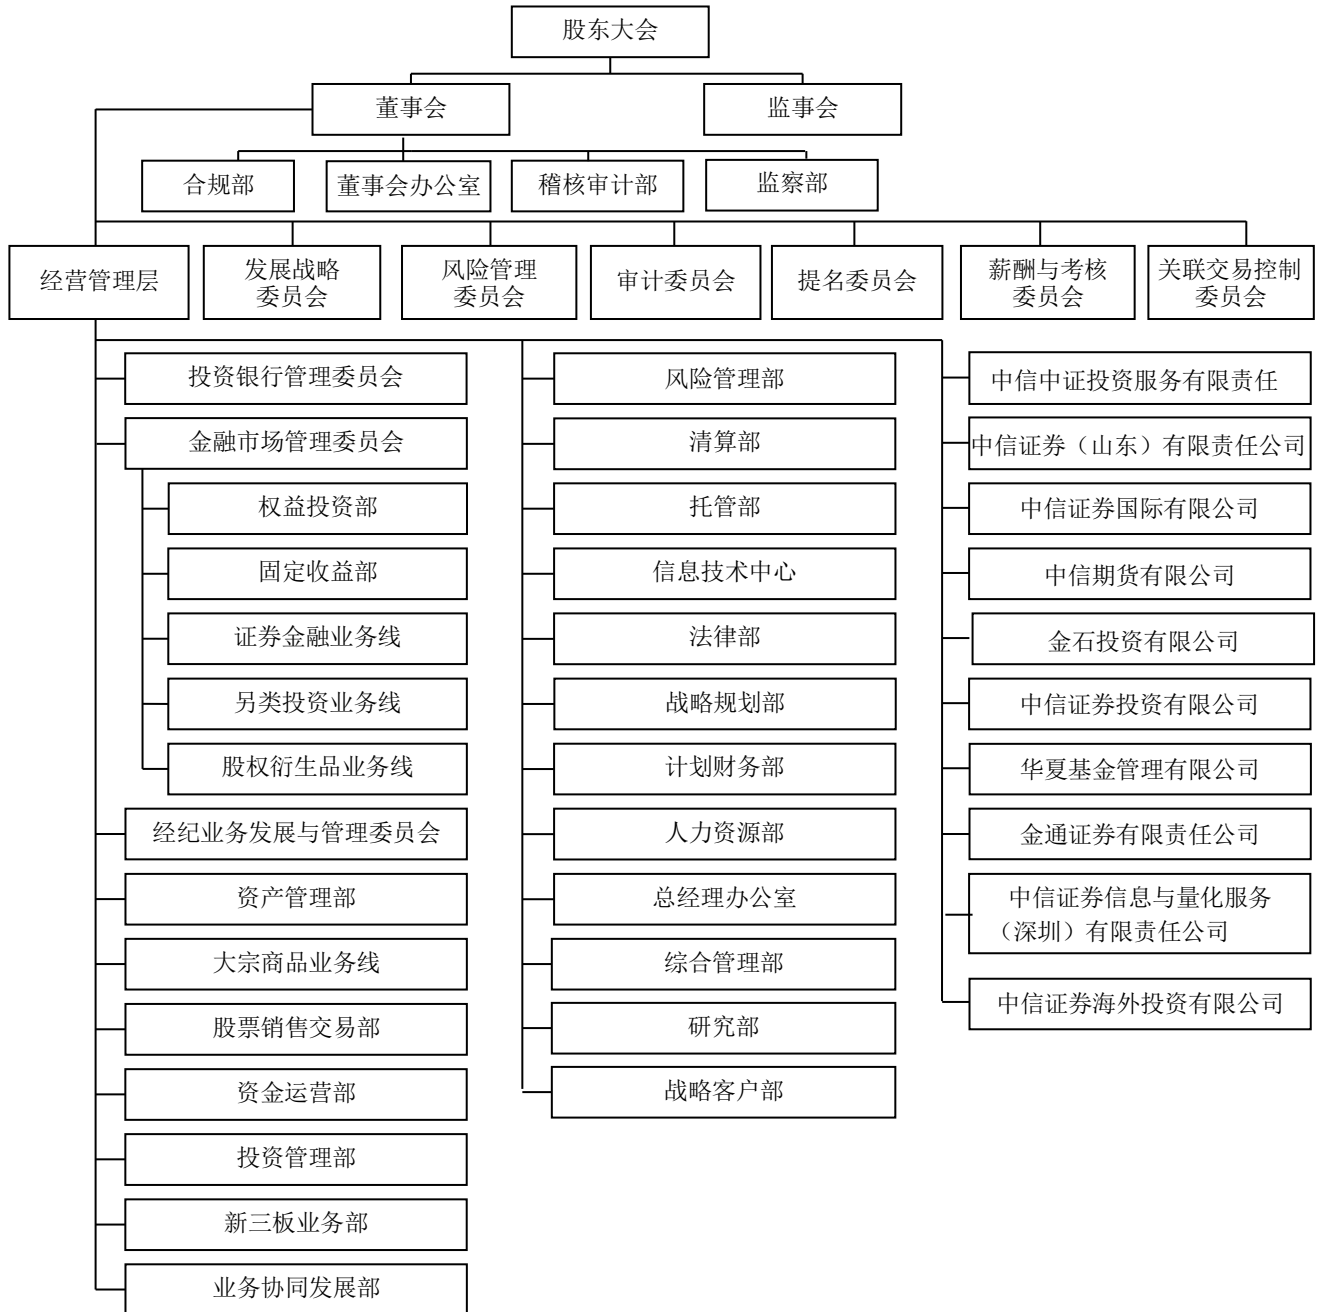 股东大会
董事会
监事会
合规部
董事会办公室
稽核审计部
监察部
经营管理层
发展战略
委员会
风险管理
委员会
审计委员会
提名委员会
薪酬与考核
委员会
关联交易控制
委员会
投资银行管理委员会
金融市场管理委员会
权益投资部
固定收益部
证券金融业务线
另类投资业务线
股权衍生品业务线
经纪业务发展与管理委员会
资产管理部
大宗商品业务线
股票销售交易部
资金运营部
投资管理部
新三板业务部
业务协同发展部
风险管理部
清算部
托管部
信息技术中心
法律部
战略规划部
计划财务部
人力资源部
总经理办公室
综合管理部
研究部
战略客户部
中信中证投资服务有限责任
中信证券（山东）有限责任公司
中信证券国际有限公司
中信期货有限公司
金石投资有限公司
中信证券投资有限公司
华夏基金管理有限公司
金通证券有限责任公司
中信证券信息与量化服务
（深圳）有限责任公司
中信证券海外投资有限公司